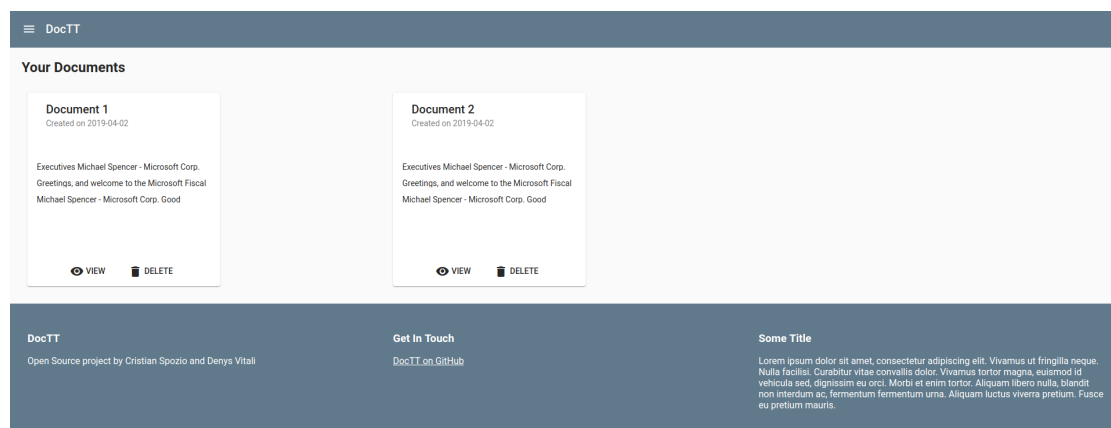 DocTT
Your Documents
Document 1
Created on 2019-04-02
Executives Michael Spencer - Microsoft Corp.
Greetings, and welcome to the Microsoft Fiscal
Michael Spencer - Microsoft Corp. Good
VIEW DELETE
Document 2
Created on 2019-04-02
Executives Michael Spencer - Microsoft Corp.
Greetings, and welcome to the Microsoft Fiscal
Michael Spencer - Microsoft Corp. Good
VIEW DELETE
DocTT
Open Source project by Cristian Spozio and Denys Vitali
Get In Touch
DocTT on GitHub
Some Title
Lorem ipsum dolor sit amet, consectetur adipiscing elit. Vivamus ut fringilla neque.
Nulla facilisi. Curabitur vitae convallis dolor. Vivamus tortor magna, euismod id
vehicula sed, dignissim eu orci. Morbi et enim tortor. Aliquam libero nulla, blandit
non interdum ac, fermentum fermentum urna. Aliquam luctus viverra pretium. Fusce
eu pretium mauris.